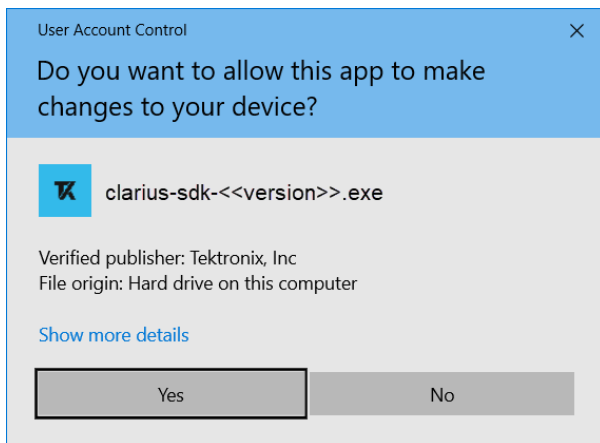 User Account Control
Do you want to allow this app to make
changes to your device?
TK
clarius-sdk-<<version>>.exe
Verified publisher: Tektronix, Inc
File origin: Hard drive on this computer
Show more details
Yes
No